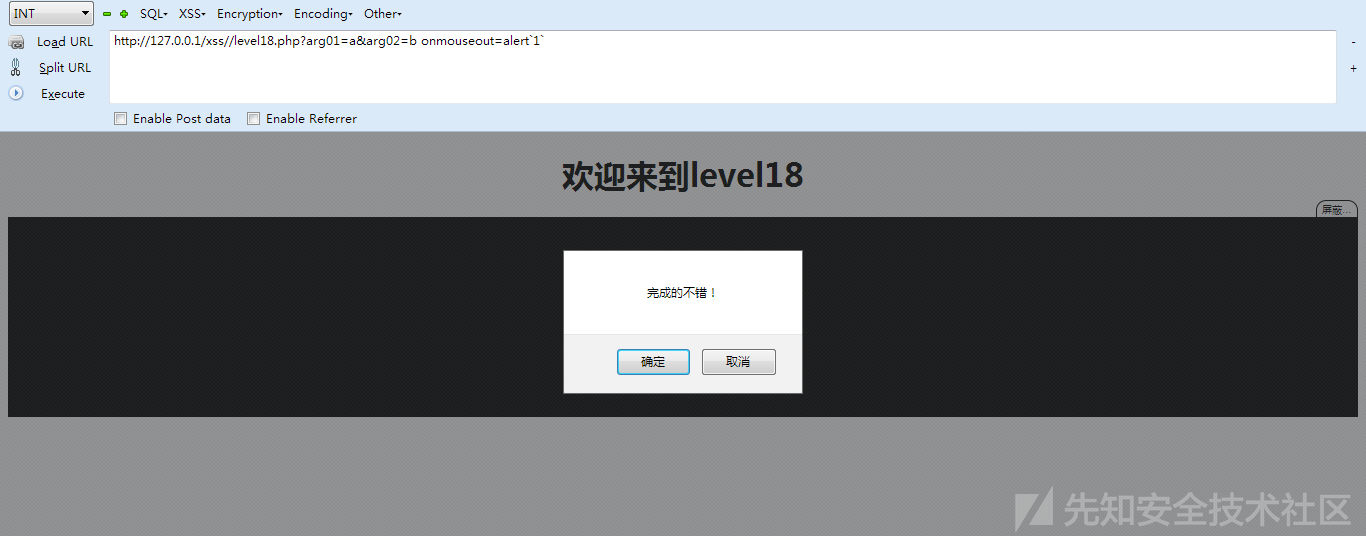 INT SQL▾ XSS▾ Encryption▾ Encoding▾ Other▾
Load URL http://127.0.0.1/xss//level18.php?arg01=a&arg02=b onmouseout=alert`1` -
Split URL +
Execute
Enable Post data Enable Referrer
欢迎来到level18
屏蔽...
完成的不错！
确定 取消
先知安全技术社区